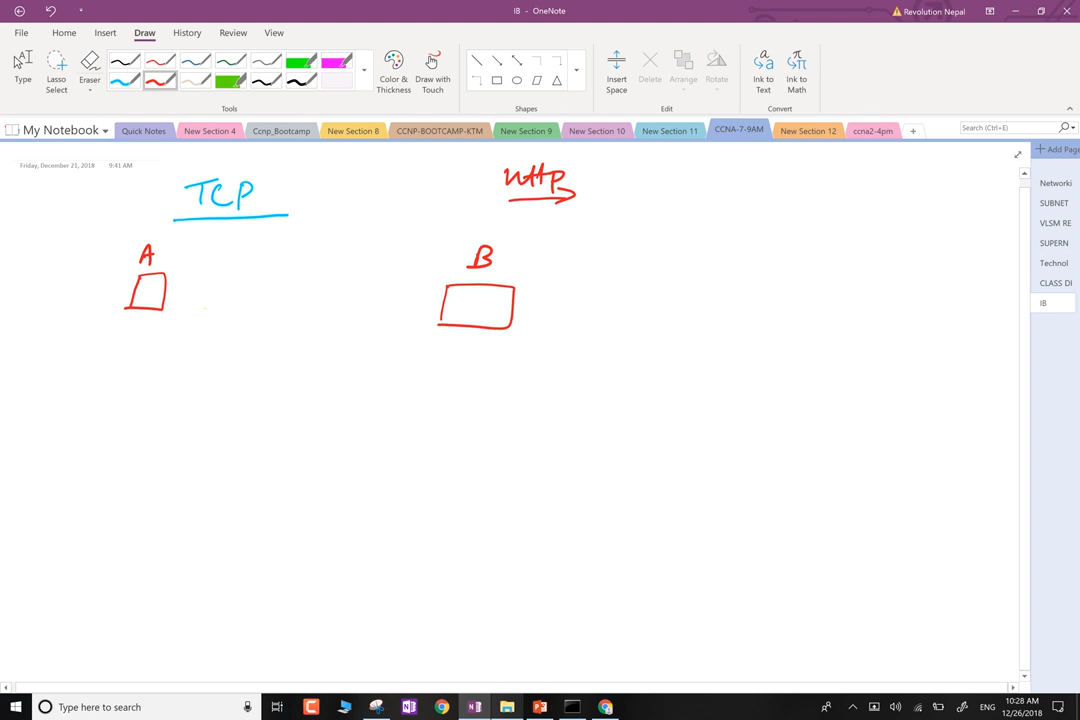 IB - OneNote
Revolution Nepal
File Home Insert Draw History Review View
Type
Lasso Select
Eraser
Color & Thickness
Draw with Touch
Insert Space
Delete
Arrange
Rotate
Ink to Text
Ink to Math
Tools Shapes Edit Convert
My Notebook Quick Notes New Section 4 Ccnp_Bootcamp New Section 8 CCNP-BOOTCAMP-KTM New Section 9 New Section 10 New Section 11 CCNA-7-9AM New Section 12 ccna2-4pm + Search (Ctrl+E)
+ Add Page
Friday, December 21, 2018 9:41 AM
Networki
SUBNET
VLSM RE
SUPERN
Technol
CLASS DI
IB
TCP
HTTP
A
B
Type here to search
ENG
10:28 AM
12/26/2018